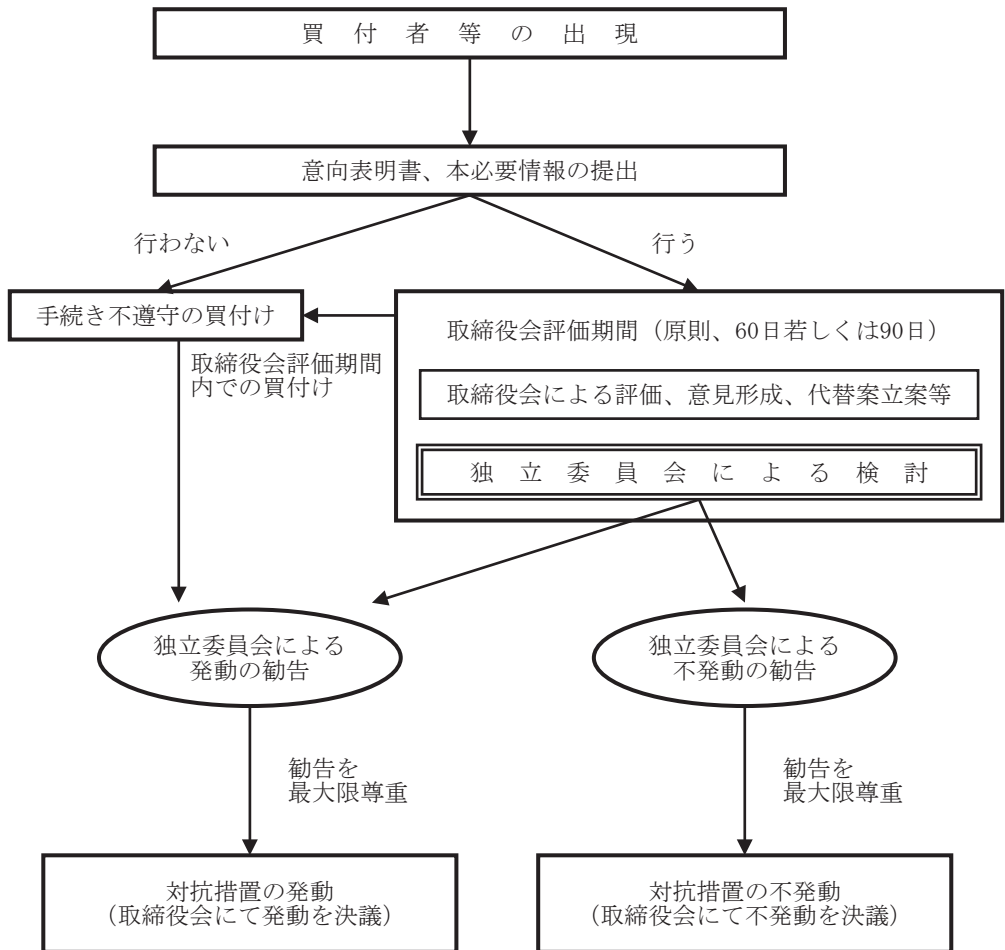 買付者等の出現
意向表明書、本必要情報の提出
行わない
行う
手続き不遵守の買付け
取締役会評価期間（原則、60日若しくは90日）
取締役会評価期間
内での買付け
取締役会による評価、意見形成、代替案立案等
独立委員会による検討
独立委員会による
発動の勧告
独立委員会による
不発動の勧告
勧告を
最大限尊重
勧告を
最大限尊重
対抗措置の発動
（取締役会にて発動を決議）
対抗措置の不発動
（取締役会にて不発動を決議）